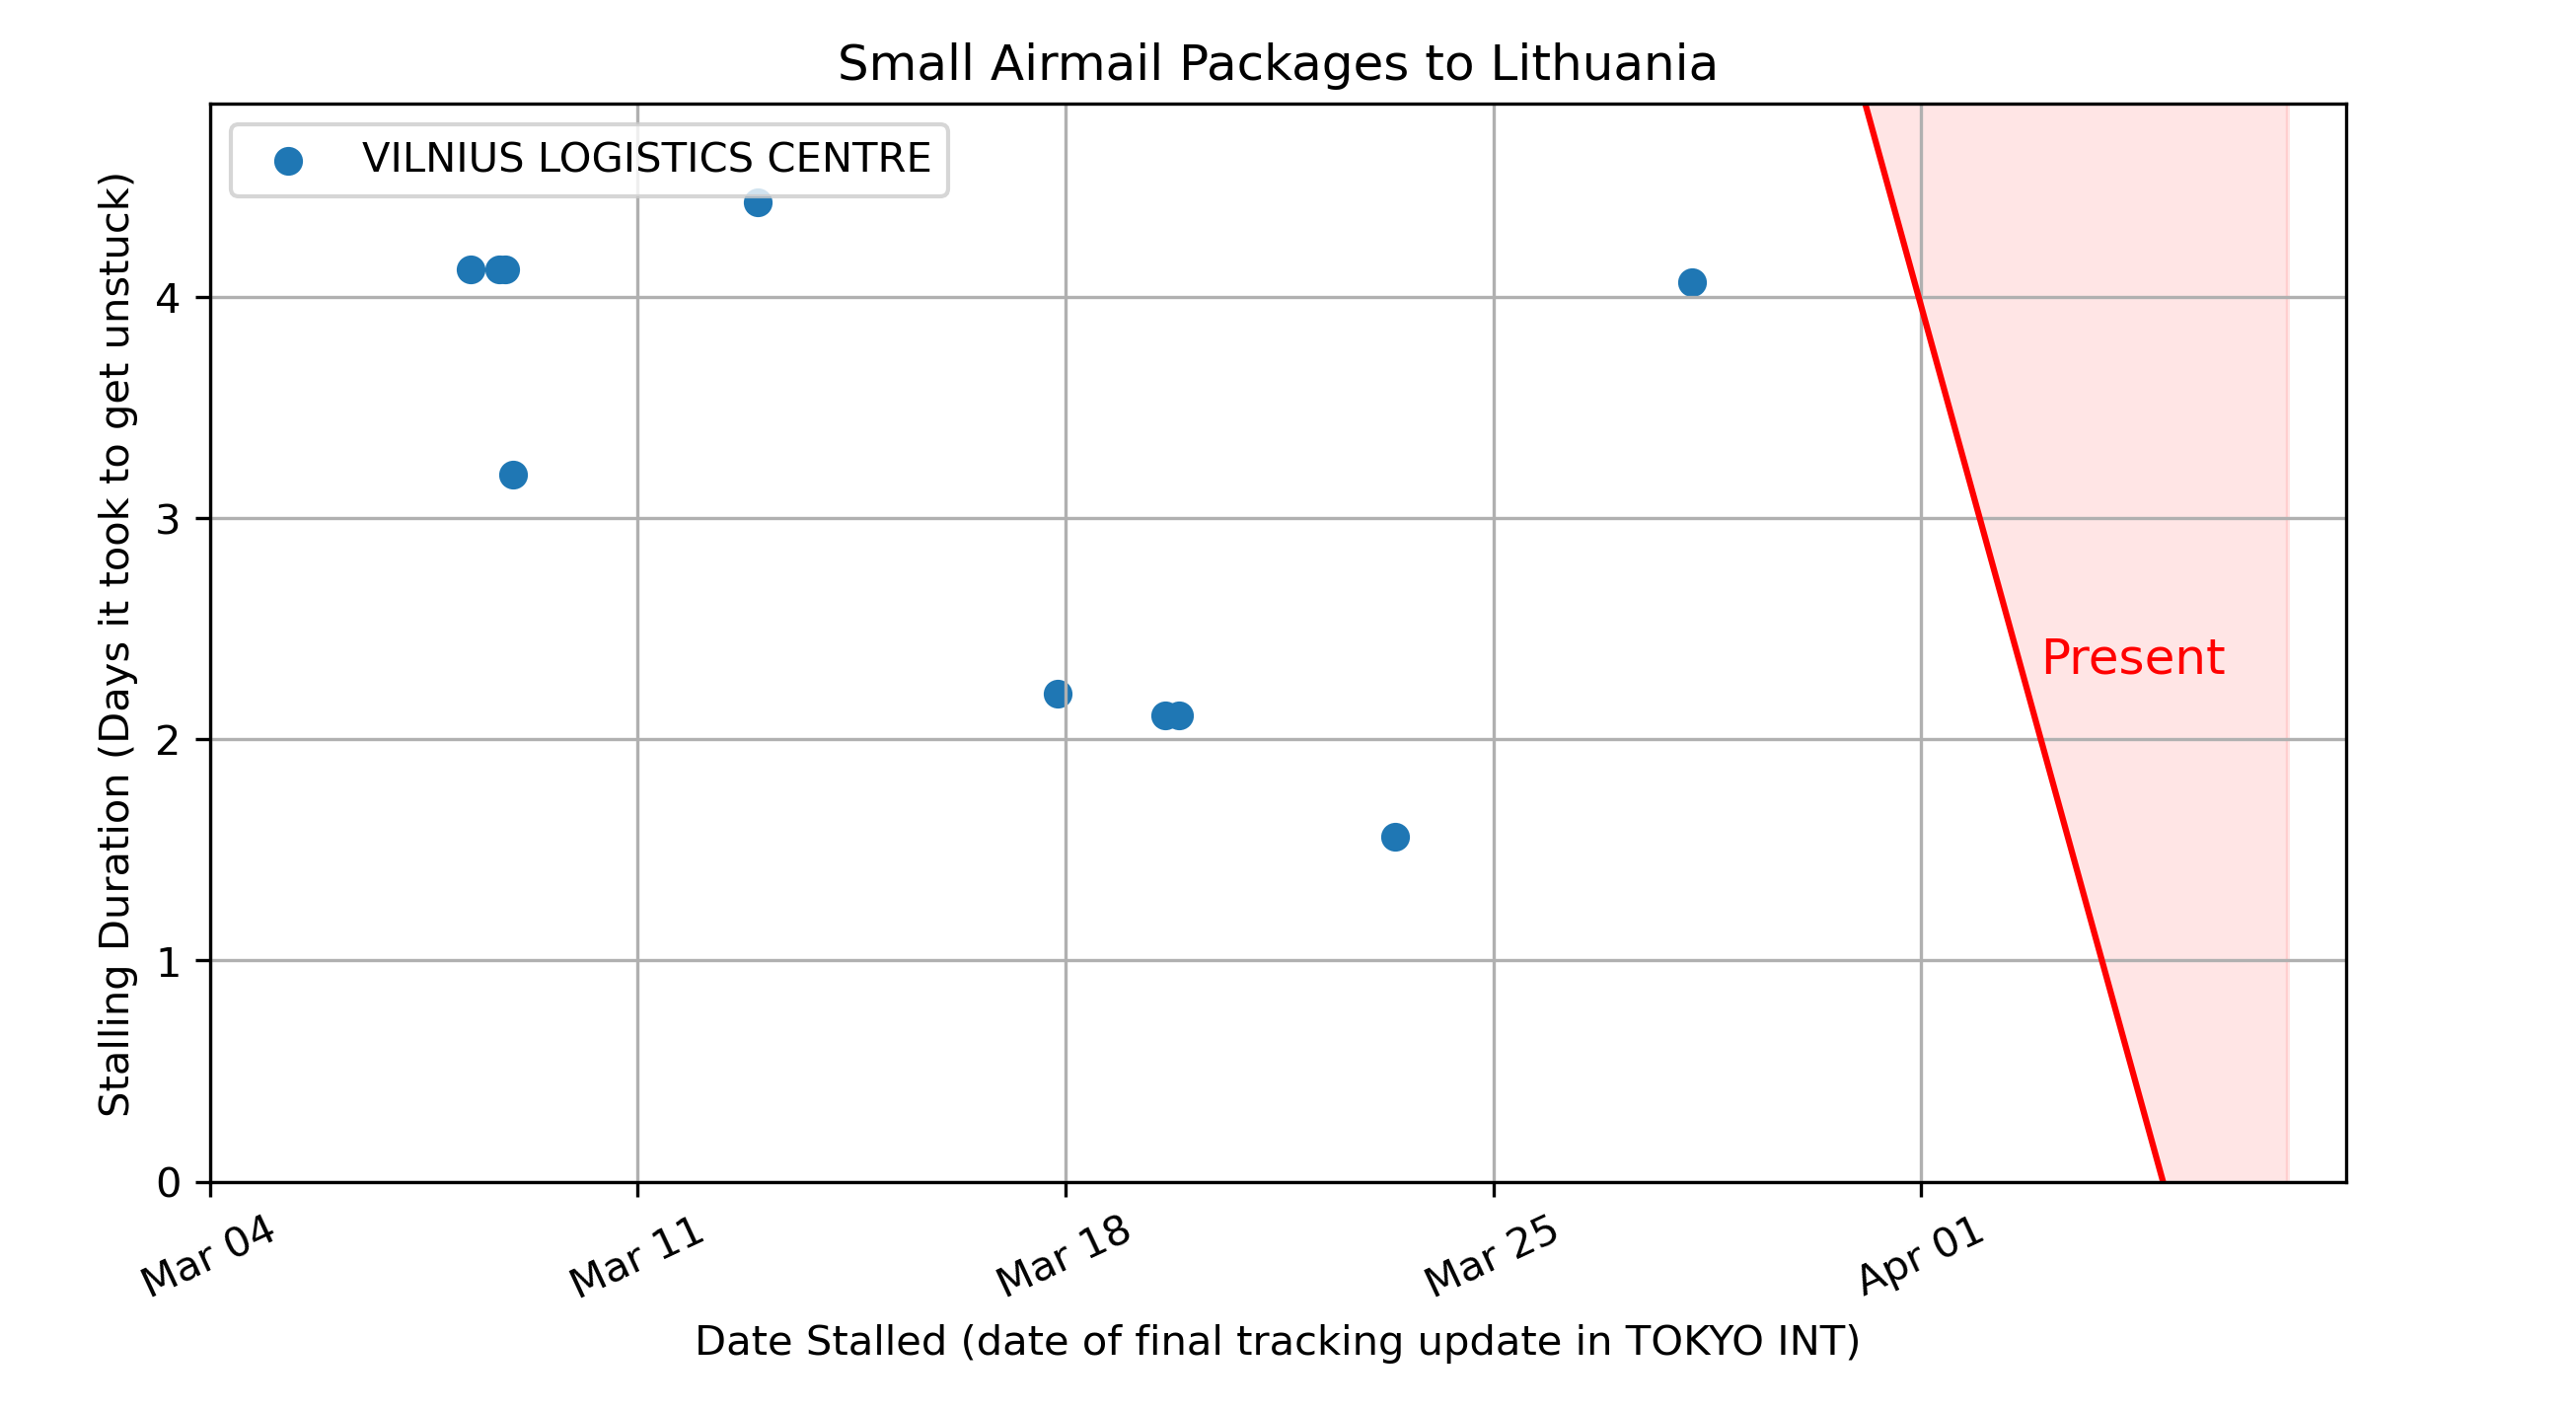 Small Airmail Packages to Lithuania
VILNIUS LOGISTICS CENTRE
Stalling Duration (Days it took to get unstuck)
4
3
2
1
0
Present
Mar 04
Mar 11
Mar 18
Mar 25
Apr 01
Date Stalled (date of final tracking update in TOKYO INT)